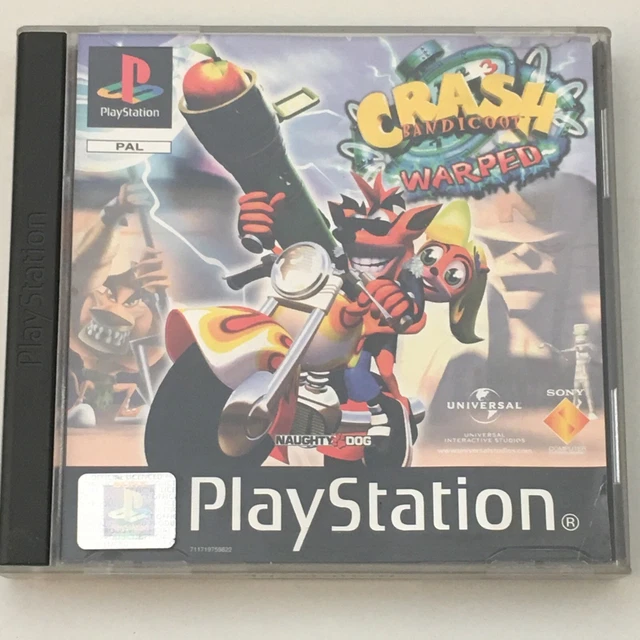 PlayStation
PAL
3
CRASH
BANDICOOT
WARPED
PlayStation
UNIVERSAL
UNIVERSAL
INTERACTIVE STUDIOS
SONY
NAUGHTY DOG
PlayStation®